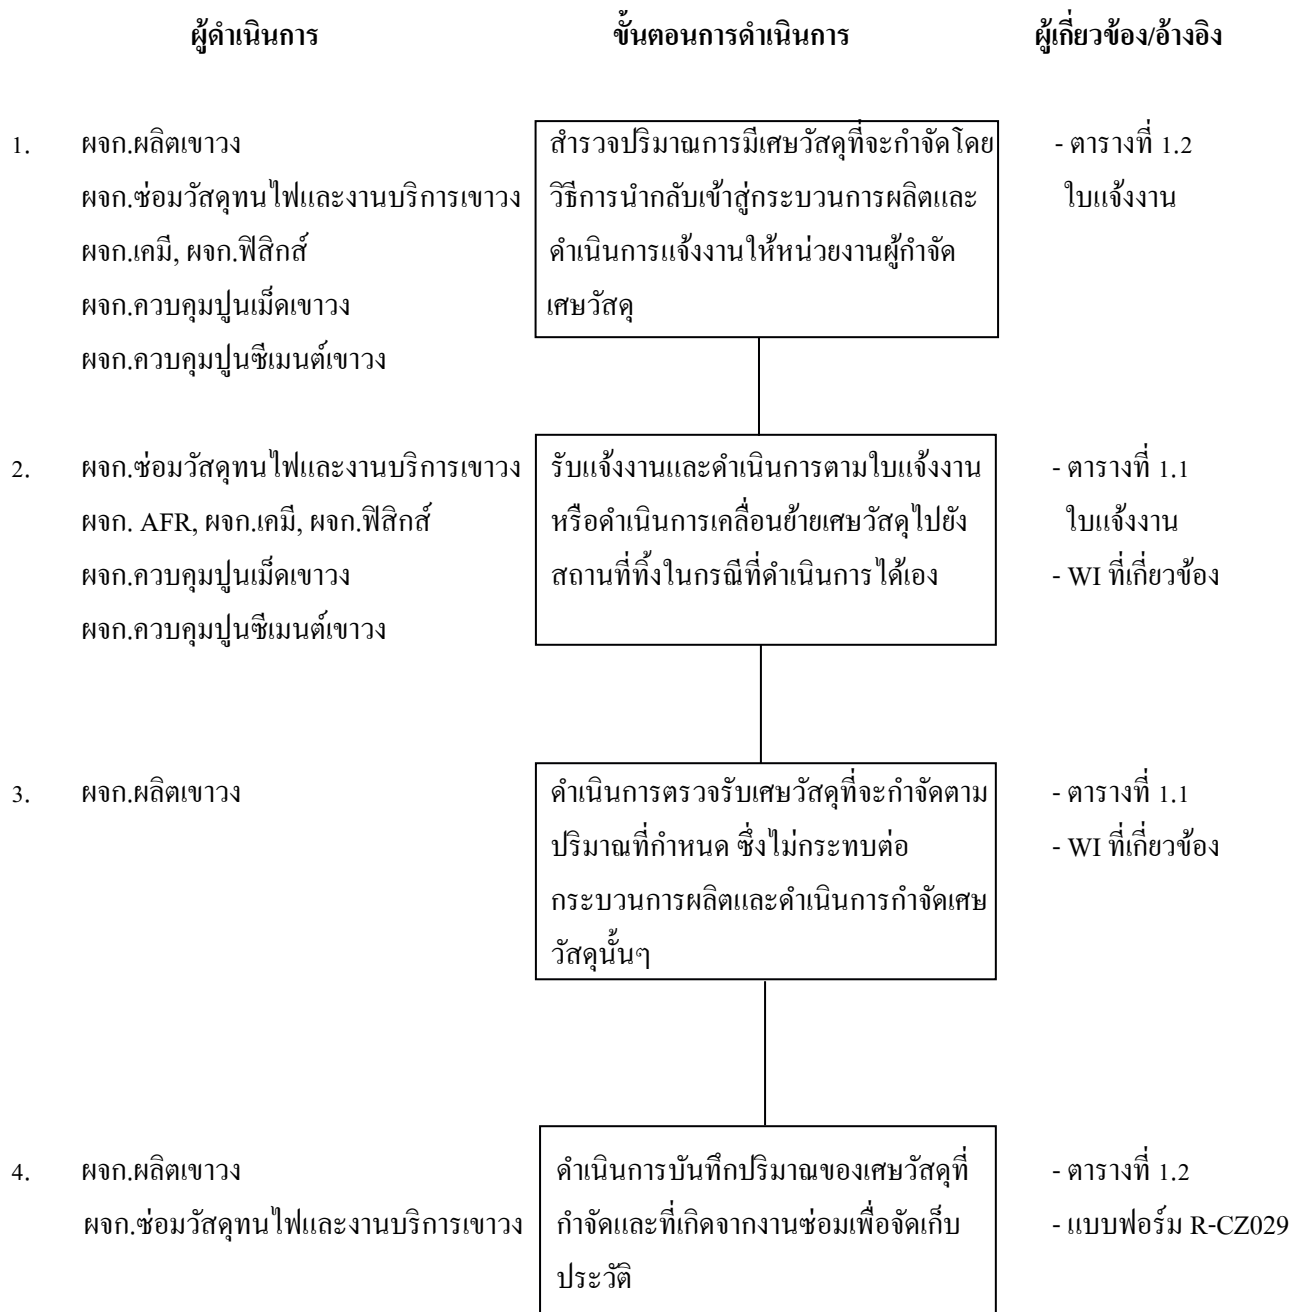 ผู้ดำเนินการ ขั้นตอนการดำเนินการ ผู้เกี่ยวข้อง/อ้างอิง
1. ผจก.ผลิตเขาวง สำรวจปริมาณการมีเศษวัสดุที่จะกำจัดโดย - ตารางที่ 1.2
ผจก.ซ่อมวัสดุทนไฟและงานบริการเขาวง วิธีการนำกลับเข้าสู่กระบวนการผลิตและ ใบแจ้งงาน
ผจก.เคมี, ผจก.ฟิสิกส์ ดำเนินการแจ้งงานให้หน่วยงานผู้กำจัด
ผจก.ควบคุมปูนเม็ดเขาวง เศษวัสดุ
ผจก.ควบคุมปูนซีเมนต์เขาวง
2. ผจก.ซ่อมวัสดุทนไฟและงานบริการเขาวง รับแจ้งงานและดำเนินการตามใบแจ้งงาน - ตารางที่ 1.1
ผจก. AFR, ผจก.เคมี, ผจก.ฟิสิกส์ หรือดำเนินการเคลื่อนย้ายเศษวัสดุไปยัง ใบแจ้งงาน
ผจก.ควบคุมปูนเม็ดเขาวง สถานที่ทิ้งในกรณีที่ดำเนินการได้เอง - WI ที่เกี่ยวข้อง
ผจก.ควบคุมปูนซีเมนต์เขาวง
3. ผจก.ผลิตเขาวง ดำเนินการตรวจรับเศษวัสดุที่จะกำจัดตาม - ตารางที่ 1.1
ปริมาณที่กำหนด ซึ่งไม่กระทบต่อ - WI ที่เกี่ยวข้อง
กระบวนการผลิตและดำเนินการกำจัดเศษ
วัสดุนั้นๆ
4. ผจก.ผลิตเขาวง ดำเนินการบันทึกปริมาณของเศษวัสดุที่ - ตารางที่ 1.2
ผจก.ซ่อมวัสดุทนไฟและงานบริการเขาวง กำจัดและที่เกิดจากงานซ่อมเพื่อจัดเก็บ - แบบฟอร์ม R-CZ029
ประวัติ